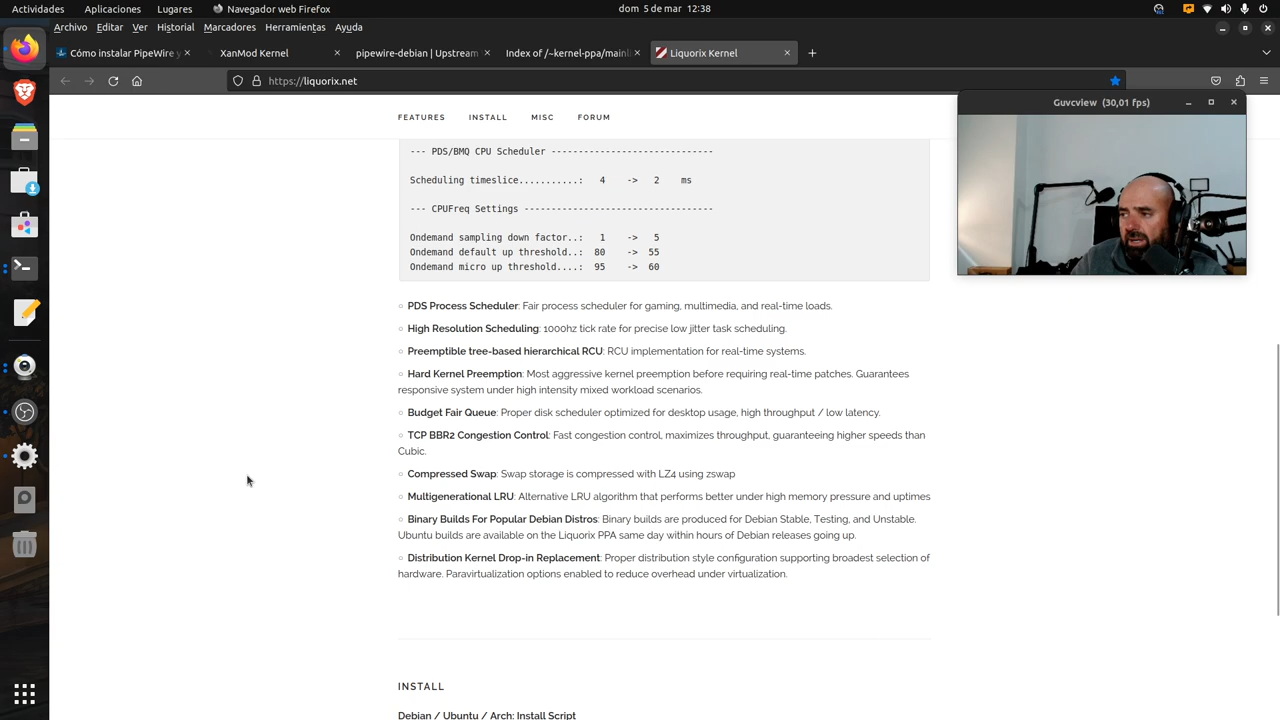 Actividades Aplicaciones Lugares Navegador web Firefox dom 5 de mar 12:38
Archivo Editar Ver Historial Marcadores Herramientas Ayuda
Cómo instalar PipeWire y XanMod Kernel pipewire-debian | Upstream Index of /~kernel-ppa/mainli Liquorix Kernel
https://liquorix.net
Guvcview (30,01 fps)
FEATURES INSTALL MISC FORUM
--- PDS/BMQ CPU Scheduler ------------------------------
Scheduling timeslice...........: 4 -> 2 ms
--- CPUFreq Settings -----------------------------------
Ondemand sampling down factor..: 1 -> 5
Ondemand default up threshold..: 80 -> 55
Ondemand micro up threshold....: 95 -> 60
○ PDS Process Scheduler: Fair process scheduler for gaming, multimedia, and real-time loads.
○ High Resolution Scheduling: 1000hz tick rate for precise low jitter task scheduling.
○ Preemptible tree-based hierarchical RCU: RCU implementation for real-time systems.
○ Hard Kernel Preemption: Most aggressive kernel preemption before requiring real-time patches. Guarantees
responsive system under high intensity mixed workload scenarios.
○ Budget Fair Queue: Proper disk scheduler optimized for desktop usage, high throughput / low latency.
○ TCP BBR2 Congestion Control: Fast congestion control, maximizes throughput, guaranteeing higher speeds than
Cubic.
○ Compressed Swap: Swap storage is compressed with LZ4 using zswap
○ Multigenerational LRU: Alternative LRU algorithm that performs better under high memory pressure and uptimes
○ Binary Builds For Popular Debian Distros: Binary builds are produced for Debian Stable, Testing, and Unstable.
Ubuntu builds are available on the Liquorix PPA same day within hours of Debian releases going up.
○ Distribution Kernel Drop-in Replacement: Proper distribution style configuration supporting broadest selection of
hardware. Paravirtualization options enabled to reduce overhead under virtualization.
INSTALL
Debian / Ubuntu / Arch: Install Script